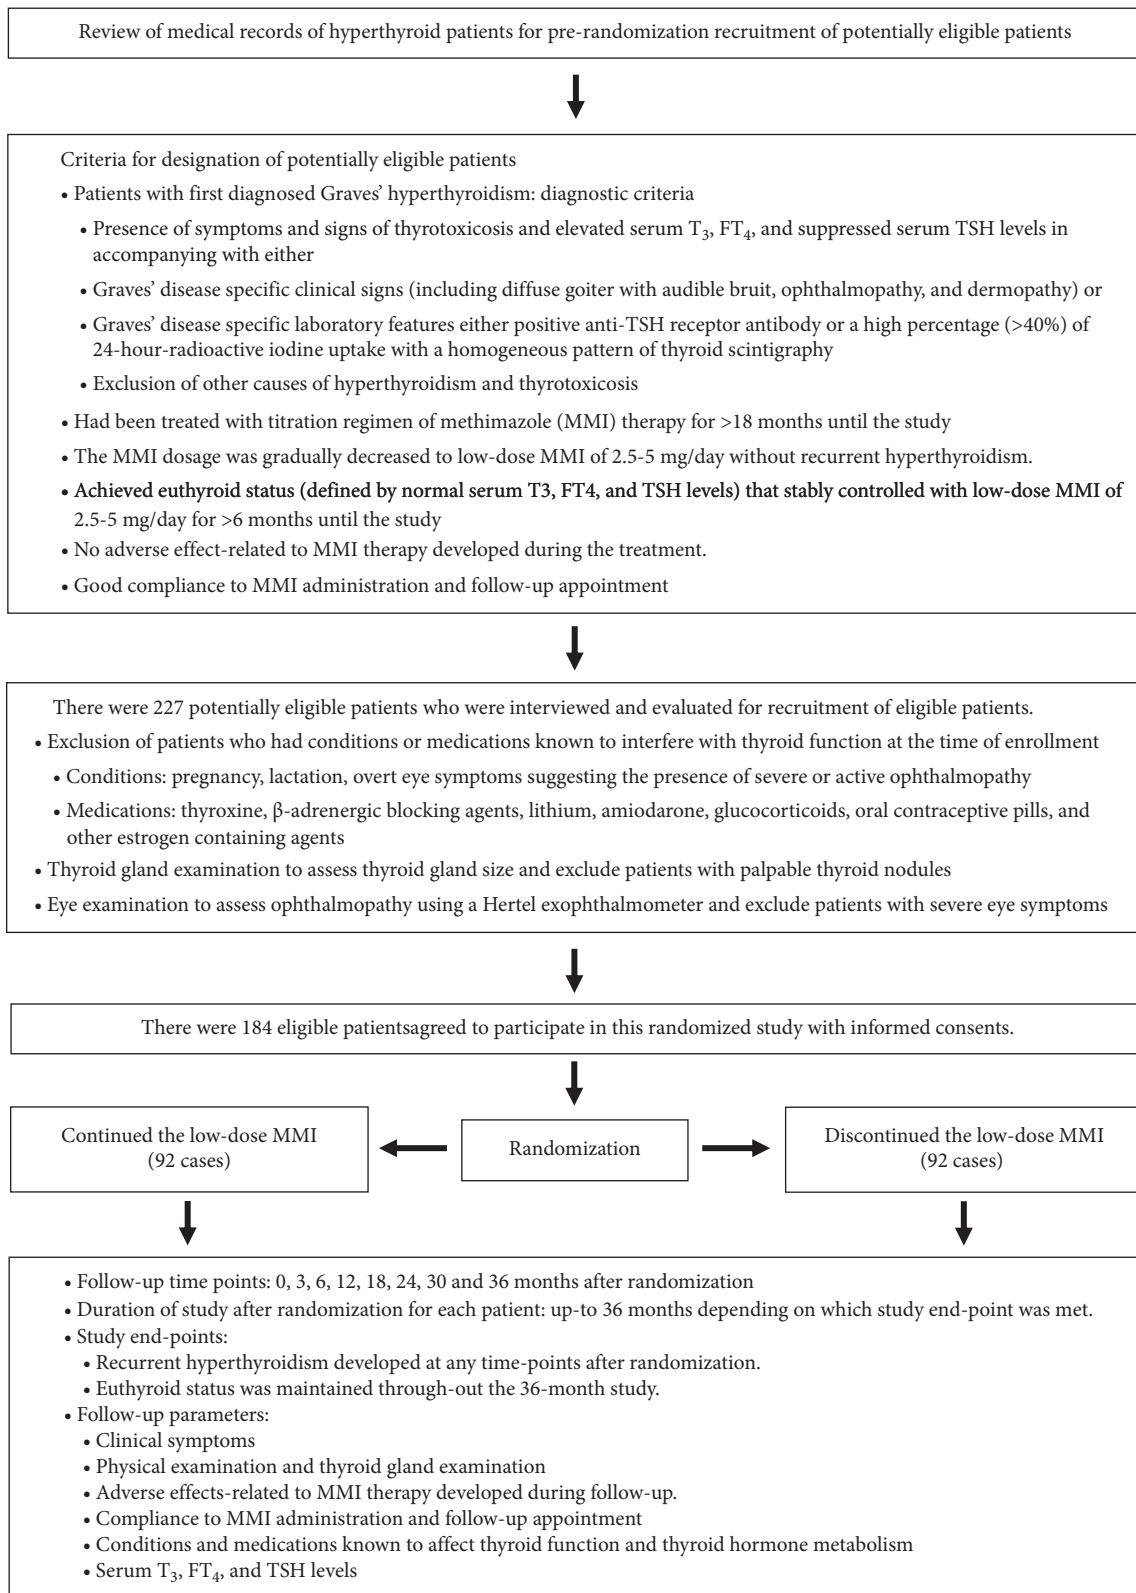 Review of medical records of hyperthyroid patients for pre-randomization recruitment of potentially eligible patients
Criteria for designation of potentially eligible patients
• Patients with first diagnosed Graves’ hyperthyroidism: diagnostic criteria
• Presence of symptoms and signs of thyrotoxicosis and elevated serum T₃, FT₄, and suppressed serum TSH levels in
accompanying with either
• Graves’ disease specific clinical signs (including diffuse goiter with audible bruit, ophthalmopathy, and dermopathy) or
• Graves’ disease specific laboratory features either positive anti-TSH receptor antibody or a high percentage (>40%) of
24-hour-radioactive iodine uptake with a homogeneous pattern of thyroid scintigraphy
• Exclusion of other causes of hyperthyroidism and thyrotoxicosis
• Had been treated with titration regimen of methimazole (MMI) therapy for >18 months until the study
• The MMI dosage was gradually decreased to low-dose MMI of 2.5-5 mg/day without recurrent hyperthyroidism.
• Achieved euthyroid status (defined by normal serum T3, FT4, and TSH levels) that stably controlled with low-dose MMI of
2.5-5 mg/day for >6 months until the study
• No adverse effect-related to MMI therapy developed during the treatment.
• Good compliance to MMI administration and follow-up appointment
There were 227 potentially eligible patients who were interviewed and evaluated for recruitment of eligible patients.
• Exclusion of patients who had conditions or medications known to interfere with thyroid function at the time of enrollment
• Conditions: pregnancy, lactation, overt eye symptoms suggesting the presence of severe or active ophthalmopathy
• Medications: thyroxine, β-adrenergic blocking agents, lithium, amiodarone, glucocorticoids, oral contraceptive pills, and
other estrogen containing agents
• Thyroid gland examination to assess thyroid gland size and exclude patients with palpable thyroid nodules
• Eye examination to assess ophthalmopathy using a Hertel exophthalmometer and exclude patients with severe eye symptoms
There were 184 eligible patientsagreed to participate in this randomized study with informed consents.
Continued the low-dose MMI
(92 cases)
Randomization
Discontinued the low-dose MMI
(92 cases)
• Follow-up time points: 0, 3, 6, 12, 18, 24, 30 and 36 months after randomization
• Duration of study after randomization for each patient: up-to 36 months depending on which study end-point was met.
• Study end-points:
• Recurrent hyperthyroidism developed at any time-points after randomization.
• Euthyroid status was maintained through-out the 36-month study.
• Follow-up parameters:
• Clinical symptoms
• Physical examination and thyroid gland examination
• Adverse effects-related to MMI therapy developed during follow-up.
• Compliance to MMI administration and follow-up appointment
• Conditions and medications known to affect thyroid function and thyroid hormone metabolism
• Serum T₃, FT₄, and TSH levels